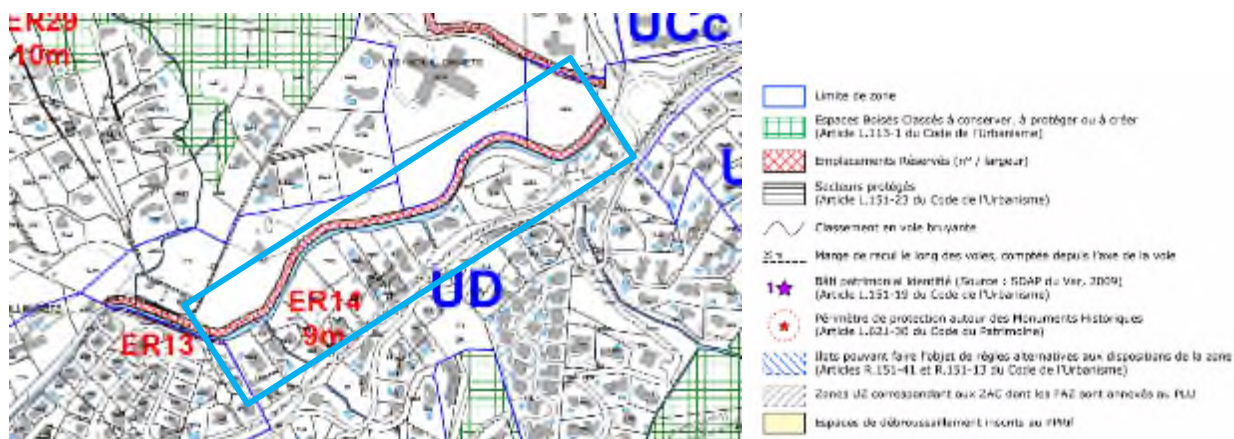 ER29
10m
UCc
UD
ER14
9m
ER13
Limite de zone
Espaces Boisés Classés à conserver, à protéger ou à créer
(Article L.113-1 du Code de l'Urbanisme)
Emplacements Réservés (n° / largeur)
Secteurs protégés
(Article L.151-23 du Code de l'Urbanisme)
Classement en voie bruyante
Marge de recul le long des voies, comptée depuis l'axe de la voie
1
Bâti patrimonial identifié (Source : SDAP du Var, 2009)
(Article L.151-19 du Code de l'Urbanisme)
Périmètre de protection autour des Monuments Historiques
(Article L.621-30 du Code du Patrimoine)
Ilots pouvant faire l'objet de règles alternatives aux dispositions de la zone
(Articles R.151-41 et R.151-13 du Code de l'Urbanisme)
Zones UZ correspondant aux ZAC dont les PAZ sont annexés au PLU
Espaces de débroussaillement inscrits au PPRif